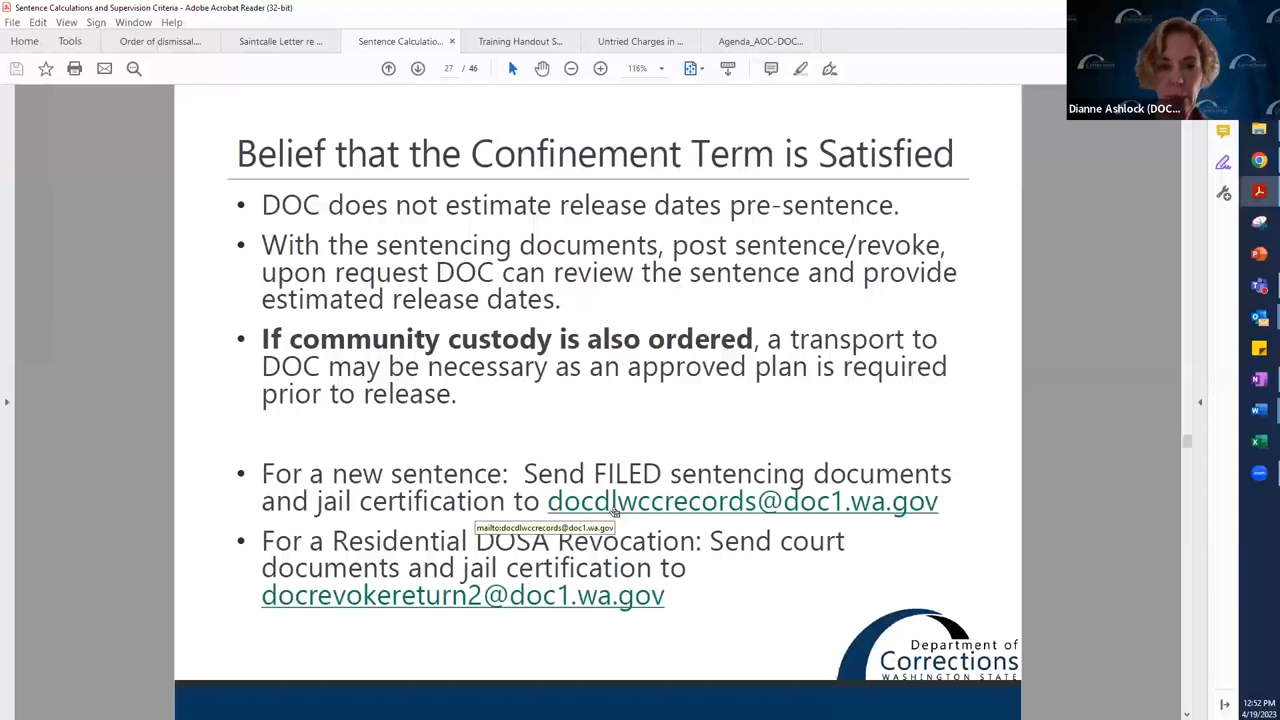 Sentence Calculations and Supervision Criteria - Adobe Acrobat Reader (32-bit)
File Edit View Sign Window Help
Home Tools Order of dismissal.... Saintcalle Letter re ... Sentence Calculatio... × Training Handout S... Untried Charges in ... Agenda_AOC-DOC...
27 / 46 116%
Dianne Ashlock (DOC...
Belief that the Confinement Term is Satisfied
• DOC does not estimate release dates pre-sentence.
• With the sentencing documents, post sentence/revoke,
upon request DOC can review the sentence and provide
estimated release dates.
• If community custody is also ordered, a transport to
DOC may be necessary as an approved plan is required
prior to release.
• For a new sentence:  Send FILED sentencing documents
and jail certification to docdlwccrecords@doc1.wa.gov
mailto:docdlwccrecords@doc1.wa.gov
• For a Residential DOSA Revocation: Send court
documents and jail certification to
docrevokereturn2@doc1.wa.gov
Department of
Corrections
WASHINGTON STATE
12:52 PM
4/19/2023